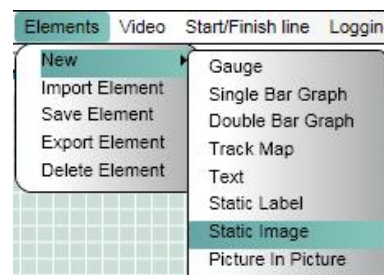 Elements Video Start/Finish line Loggin
New
Import Element
Save Element
Export Element
Delete Element
Gauge
Single Bar Graph
Double Bar Graph
Track Map
Text
Static Label
Static Image
Picture In Picture